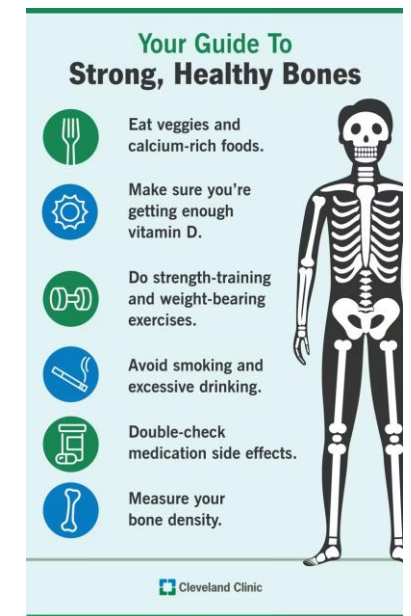 Your Guide To
Strong, Healthy Bones
Eat veggies and
calcium-rich foods.
Make sure you're
getting enough
vitamin D.
Do strength-training
and weight-bearing
exercises.
Avoid smoking and
excessive drinking.
Double-check
medication side effects.
Measure your
bone density.
Cleveland Clinic